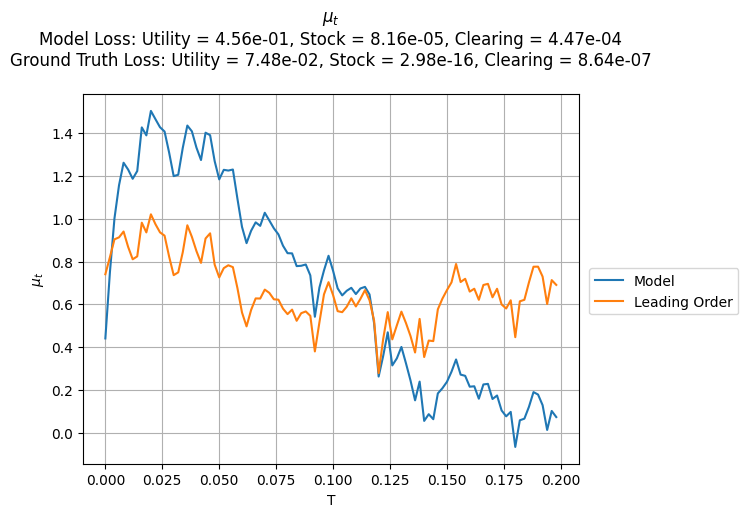 μ_t
Model Loss: Utility = 4.56e-01, Stock = 8.16e-05, Clearing = 4.47e-04
Ground Truth Loss: Utility = 7.48e-02, Stock = 2.98e-16, Clearing = 8.64e-07
1.4
1.2
1.0
0.8
0.6
0.4
0.2
0.0
μ_t
0.000 0.025 0.050 0.075 0.100 0.125 0.150 0.175 0.200
T
Model
Leading Order